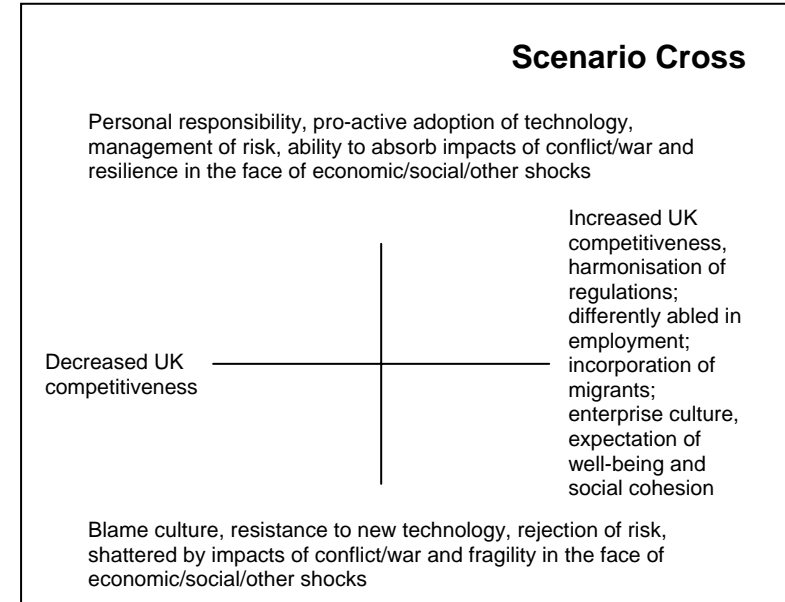 Scenario Cross
Personal responsibility, pro-active adoption of technology,
management of risk, ability to absorb impacts of conflict/war and
resilience in the face of economic/social/other shocks
Increased UK
competitiveness,
harmonisation of
regulations;
differently abled in
employment;
incorporation of
migrants;
enterprise culture,
expectation of
well-being and
social cohesion
Decreased UK
competitiveness
Blame culture, resistance to new technology, rejection of risk,
shattered by impacts of conflict/war and fragility in the face of
economic/social/other shocks